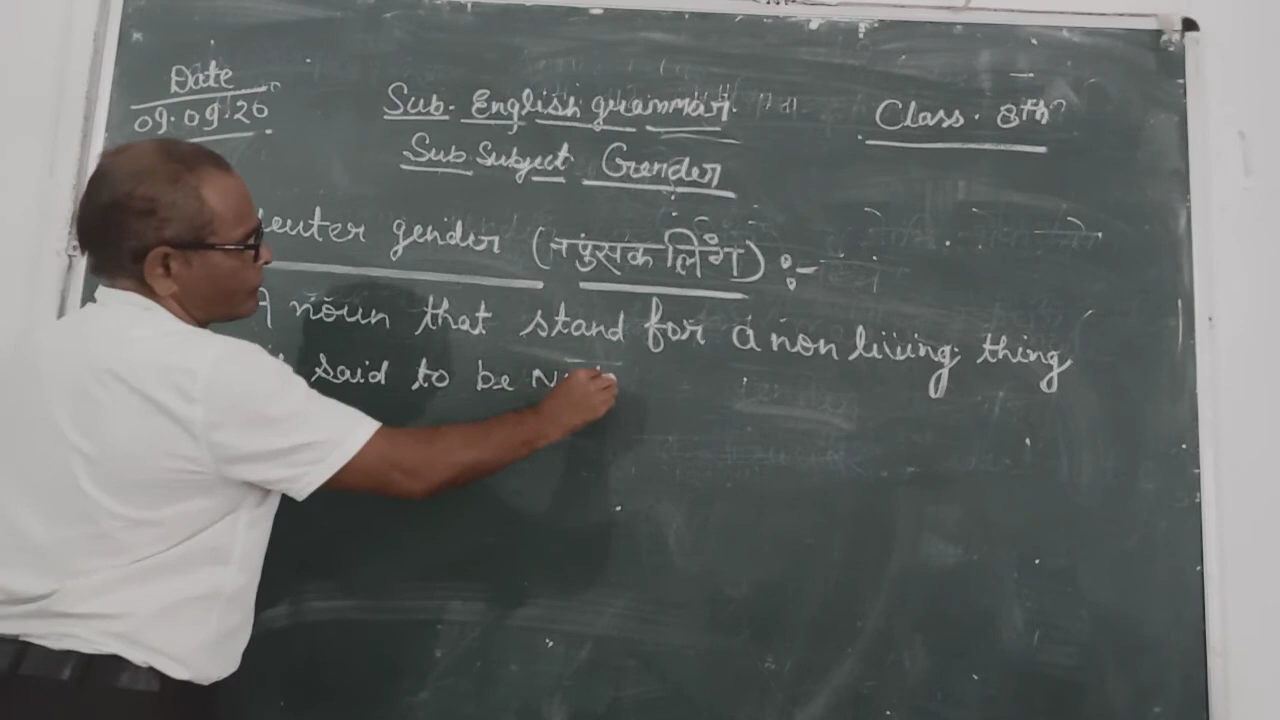 Date
09.09.20
Sub. English grammar.
Class. 8th
Sub Subject Gender
euter gender (नपुंसक लिंग) :-
A noun that stand for a non living thing
said to be